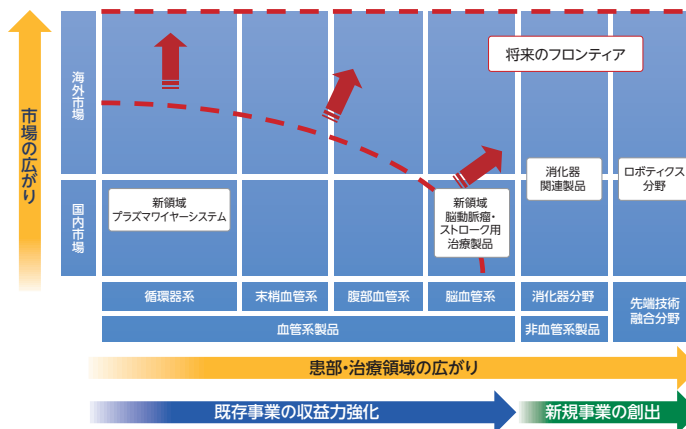 市場の広がり
海外市場
国内市場
将来のフロンティア
新領域
プラズマワイヤーシステム
新領域
脳動脈瘤・
ストローク用
治療製品
消化器
関連製品
ロボティクス
分野
循環器系
末梢血管系
腹部血管系
脳血管系
消化器分野
先端技術
融合分野
血管系製品
非血管系製品
患部・治療領域の広がり
既存事業の収益力強化
新規事業の創出